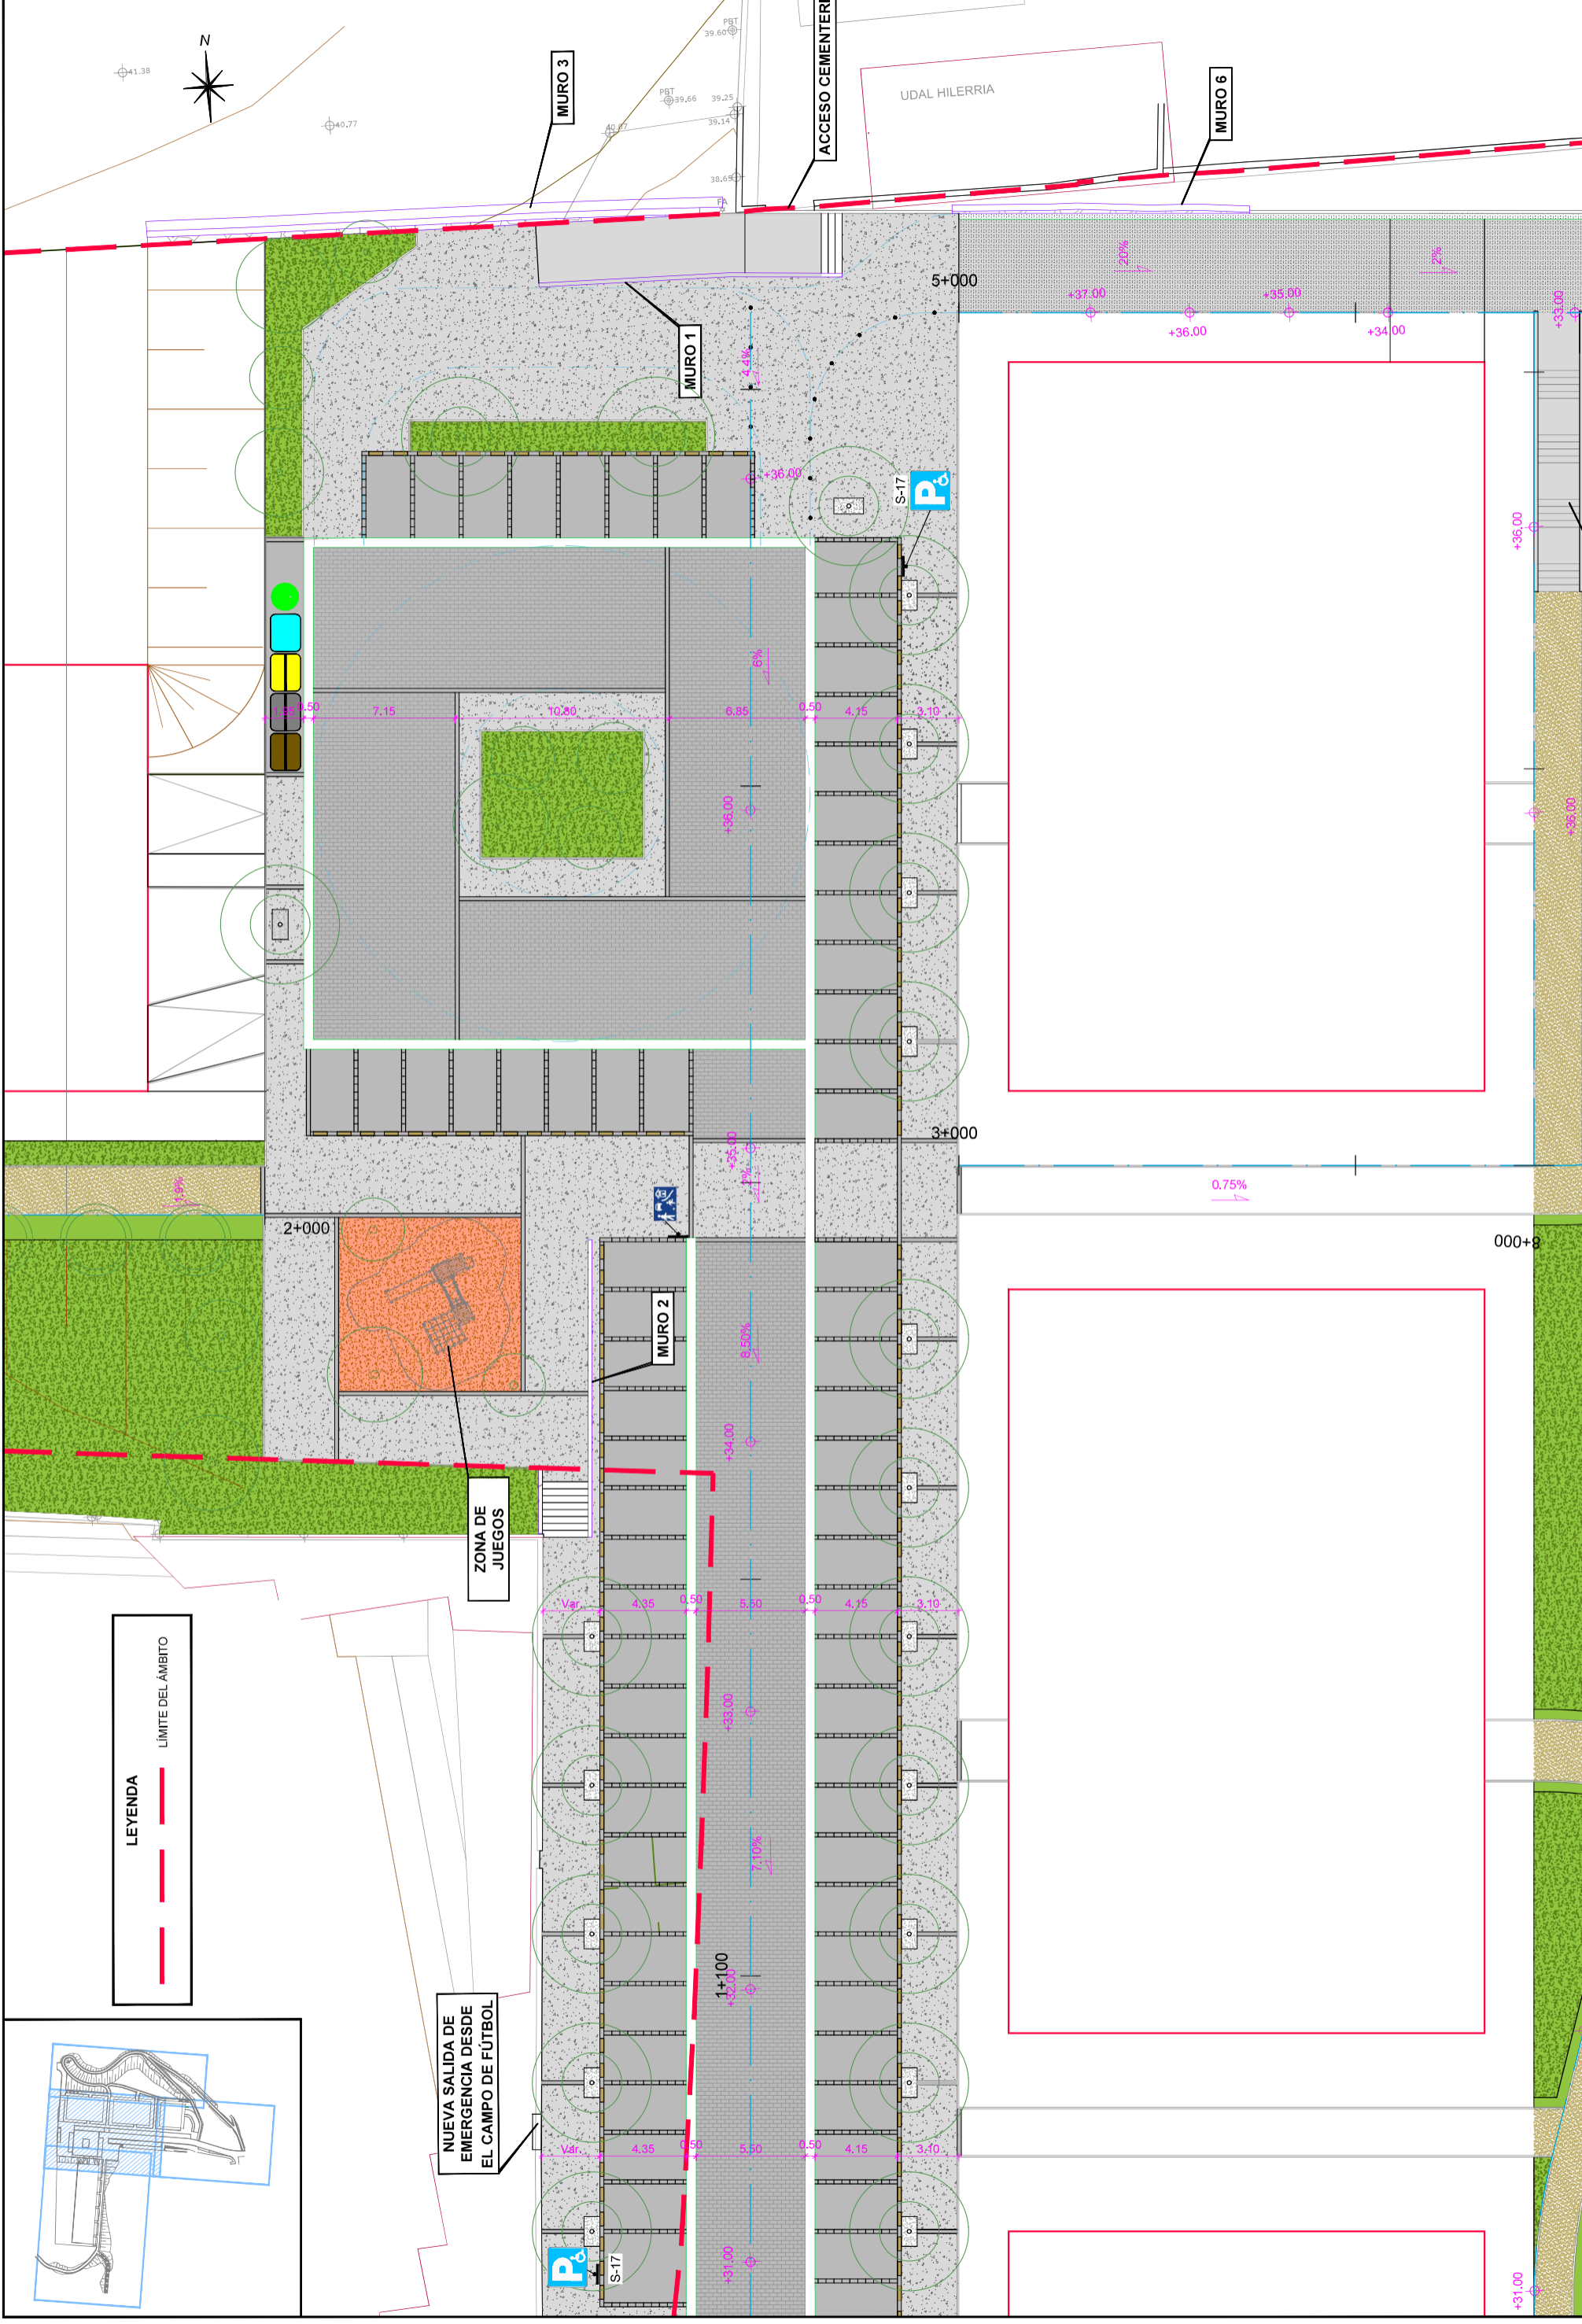 N
41.38
40.77
PBT
39.60
PBT
39.66
39.25
39.14
40.07
38.69
FA
MURO 3
ACCESO CEMENTERI
UDAL HILERRIA
MURO 6
MURO 1
5+000
20%
2%
+37.00
+36.00
+35.00
+34.00
+33.00
4.4%
+36.00
S-17
P
+36.00
6%
0.50
7.15
10.80
6.85
0.50
4.15
3.10
+36.00
+36.00
+35.00
2%
3+000
0.75%
8+000
1.9%
2+000
MURO 2
8.50%
+34.00
ZONA DE
JUEGOS
Var.
4.35
0.50
5.50
0.50
4.15
3.10
+33.00
7.10%
1+100
+32.00
LEYENDA
LÍMITE DEL ÁMBITO
NUEVA SALIDA DE
EMERGENCIA DESDE
EL CAMPO DE FÚTBOL
Var.
4.35
0.50
5.50
0.50
4.15
3.10
P
S-17
+31.00
+31.00